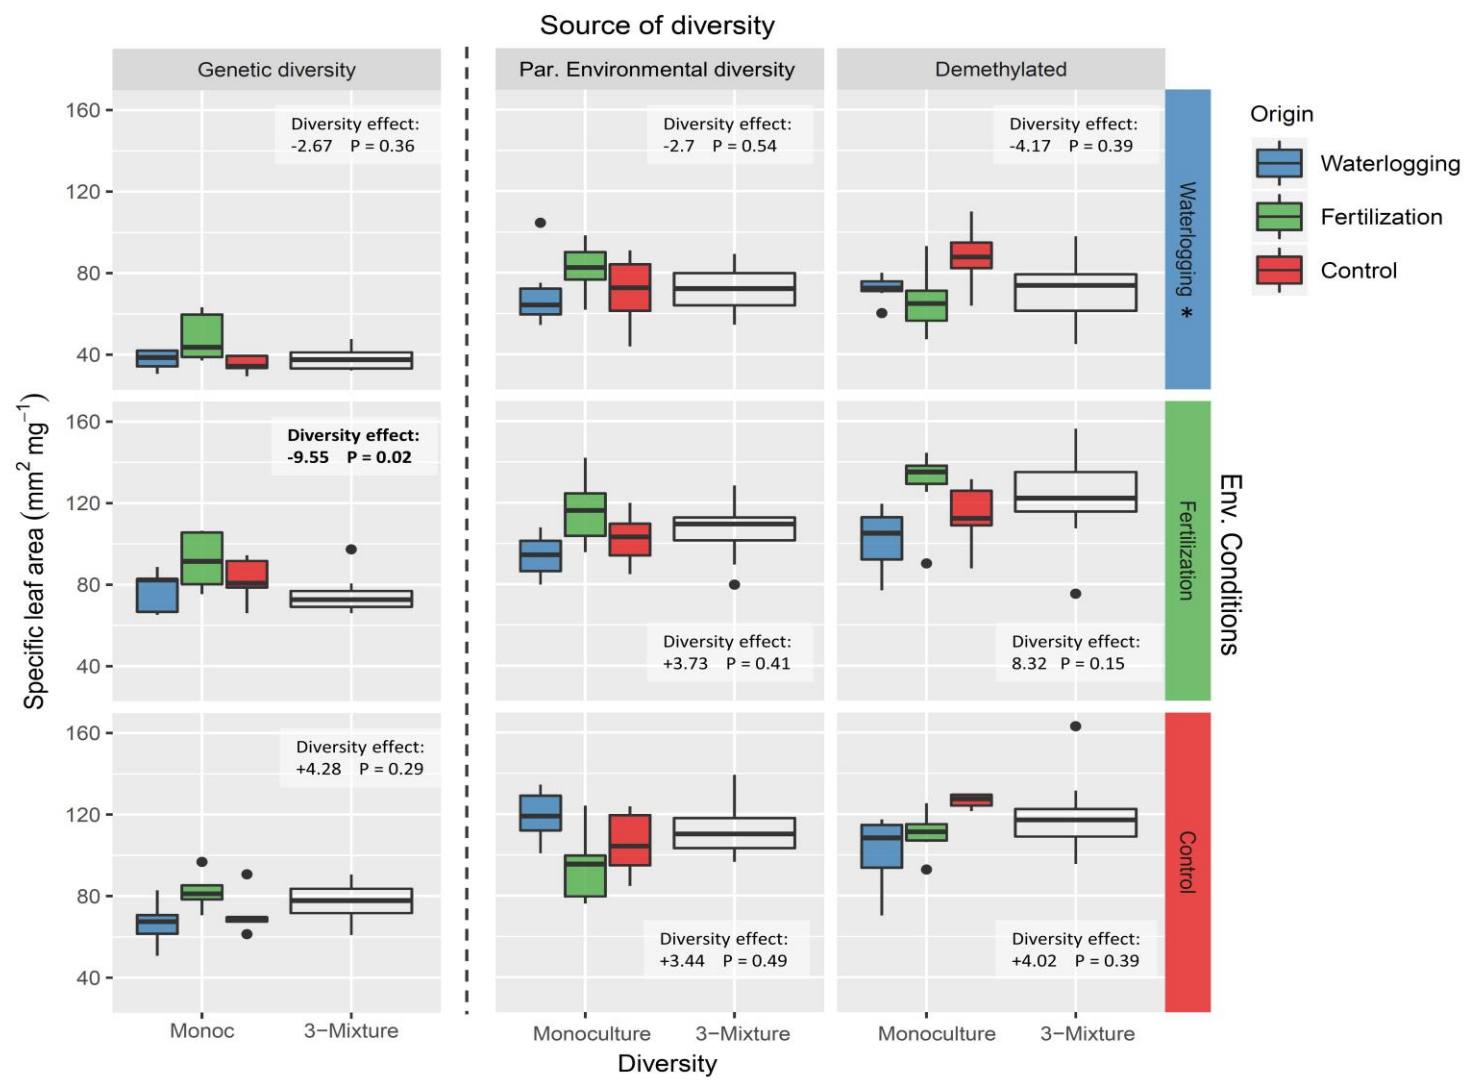 Source of diversity
Genetic diversity
Par. Environmental diversity
Demethylated
160
120
80
40
Diversity effect:
-2.67 P = 0.36
Diversity effect:
-2.7 P = 0.54
Diversity effect:
-4.17 P = 0.39
Waterlogging *
Origin
Waterlogging
Fertilization
Control
160
120
80
40
Diversity effect:
-9.55 P = 0.02
Diversity effect:
+3.73 P = 0.41
Diversity effect:
8.32 P = 0.15
Fertilization
Env. Conditions
Specific leaf area (mm² mg⁻¹)
160
120
80
40
Diversity effect:
+4.28 P = 0.29
Diversity effect:
+3.44 P = 0.49
Diversity effect:
+4.02 P = 0.39
Control
Monoc
3−Mixture
Monoculture
3−Mixture
Monoculture
3−Mixture
Diversity